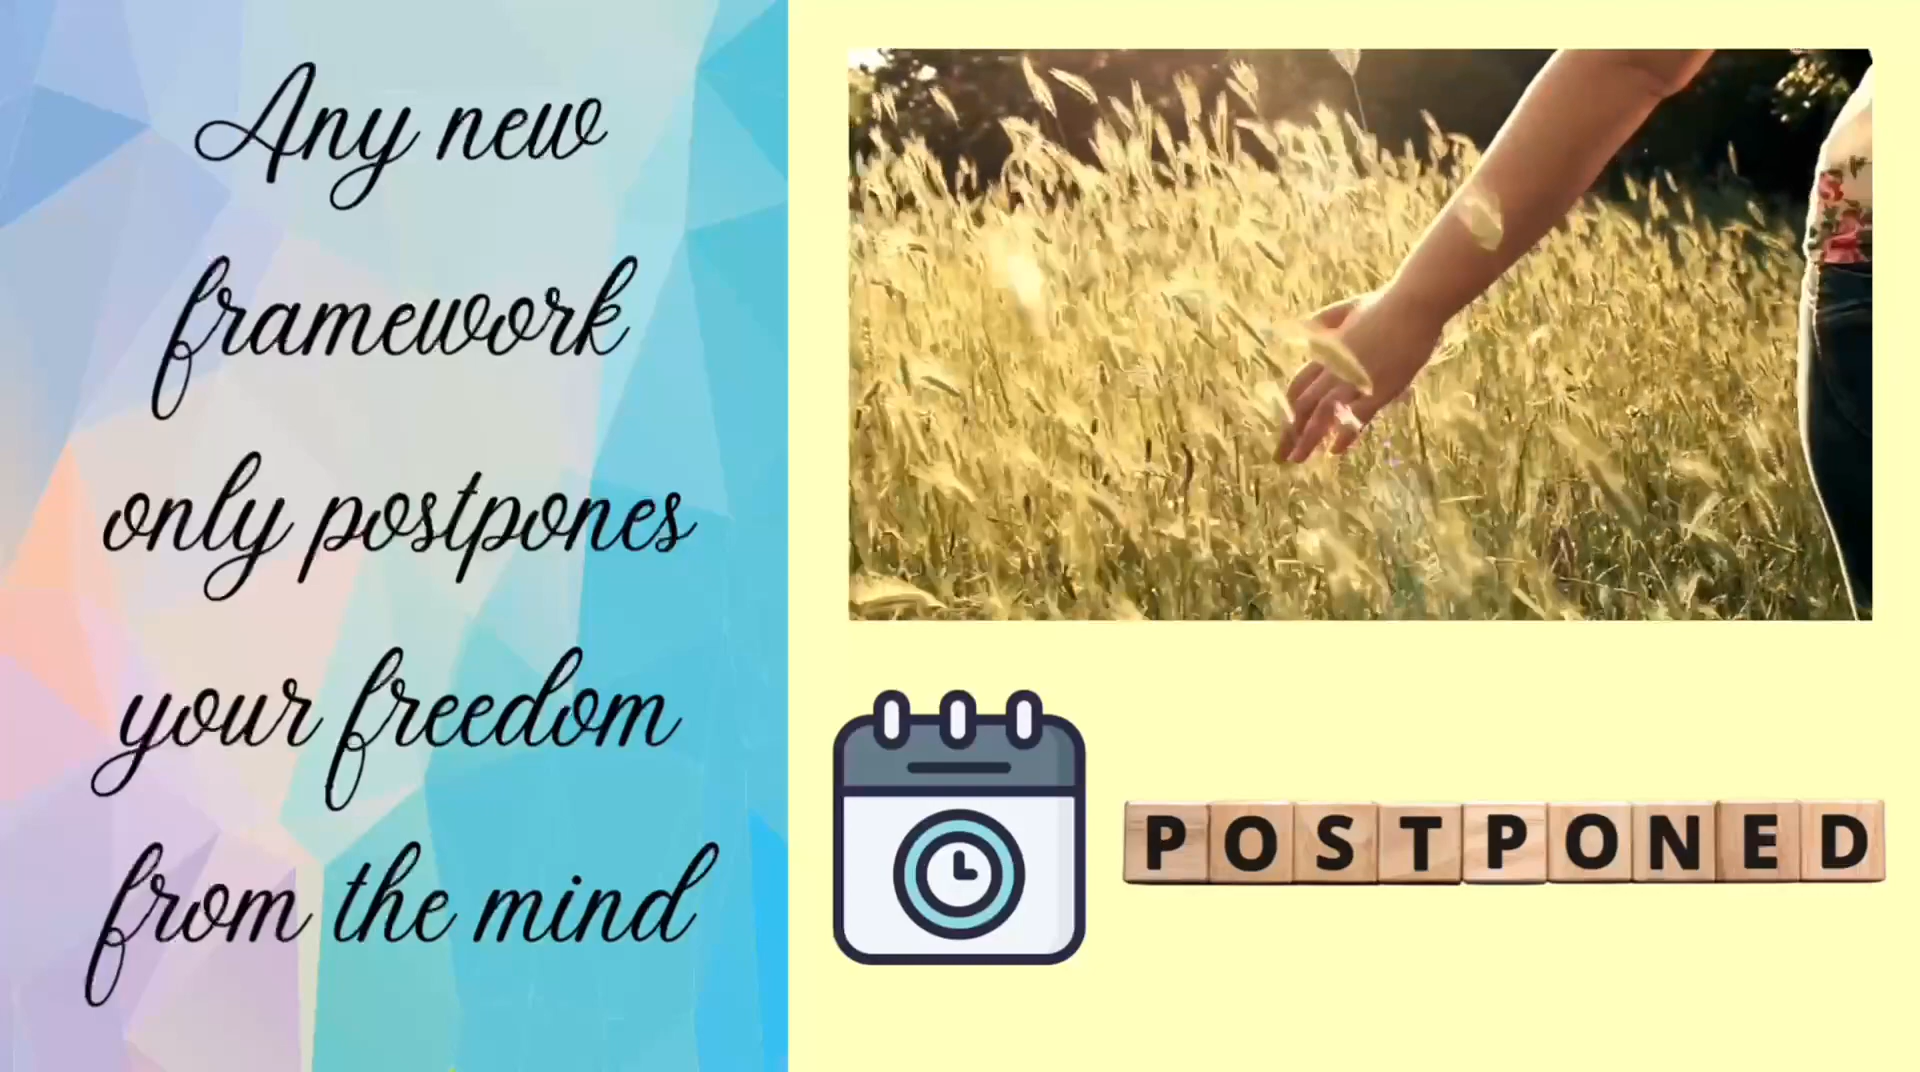 Any new
framework
only postpones
your freedom
from the mind
POSTPONED